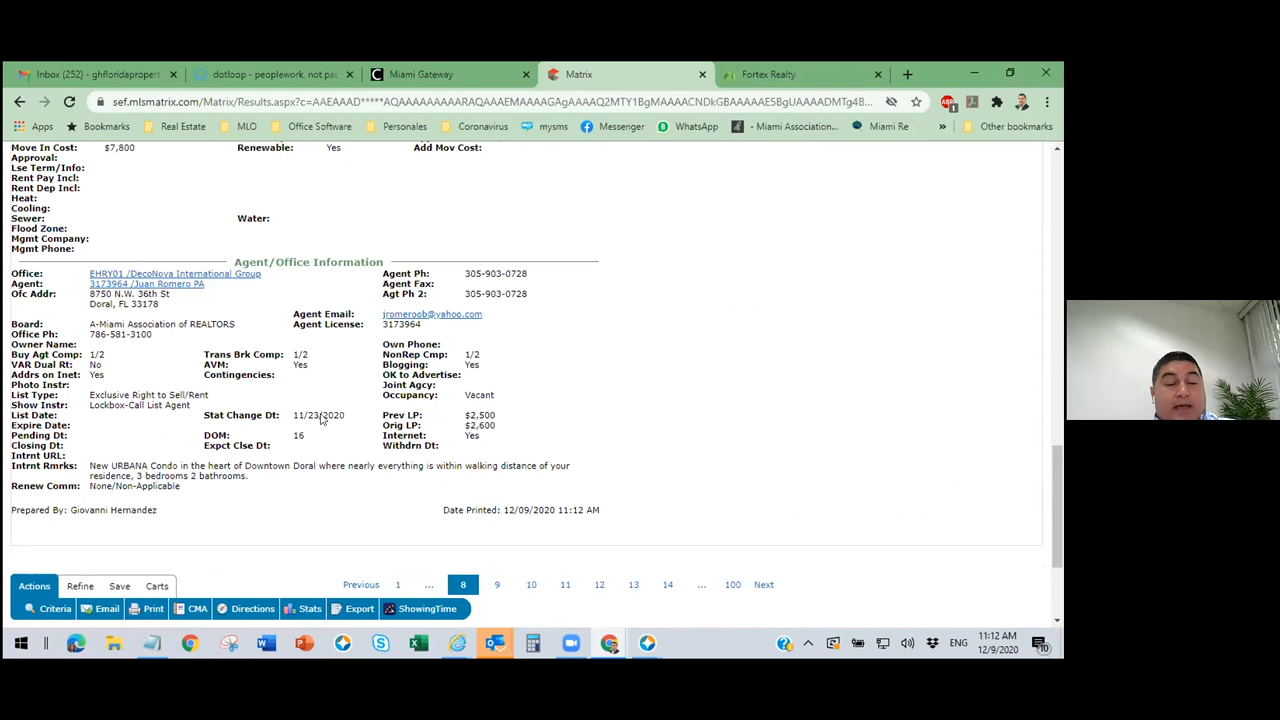 Inbox (252) - ghfloridapropert
dotloop - peoplework, not pa
Miami Gateway
Matrix
Fortex Realty
sef.mlsmatrix.com/Matrix/Results.aspx?c=AAEAAAD*****AQAAAAAAAAARAQAAAEMAAAAGAgAAAAQ2MTY1BgMAAAACNDkGBAAAAAE5BgUAAAADMTg4B...
Apps Bookmarks Real Estate MLO Office Software Personales Coronavirus mysms Messenger WhatsApp - Miami Association... Miami Re » Other bookmarks
Move In Cost: $7,800 Renewable: Yes Add Mov Cost:
Approval:
Lse Term/Info:
Rent Pay Incl:
Rent Dep Incl:
Heat:
Cooling:
Sewer: Water:
Flood Zone:
Mgmt Company:
Mgmt Phone:
Agent/Office Information
Office: EHRY01 /DecoNova International Group Agent Ph: 305-903-0728
Agent: 3173964 /Juan Romero PA Agent Fax:
Ofc Addr: 8750 N.W. 36th St Agt Ph 2: 305-903-0728
Doral, FL 33178
Agent Email: jromeroob@yahoo.com
Board: A-Miami Association of REALTORS Agent License: 3173964
Office Ph: 786-581-3100
Owner Name: Own Phone:
Buy Agt Comp: 1/2 Trans Brk Comp: 1/2 NonRep Cmp: 1/2
VAR Dual Rt: No AVM: Yes Blogging: Yes
Addrs on Inet: Yes Contingencies: OK to Advertise:
Photo Instr: Joint Agcy:
List Type: Exclusive Right to Sell/Rent Occupancy: Vacant
Show Instr: Lockbox-Call List Agent
List Date: Stat Change Dt: 11/23/2020 Prev LP: $2,500
Expire Date: Orig LP: $2,600
Pending Dt: DOM: 16 Internet: Yes
Closing Dt: Expct Clse Dt: Withdrn Dt:
Intrnt URL:
Intrnt Rmrks: New URBANA Condo in the heart of Downtown Doral where nearly everything is within walking distance of your
residence, 3 bedrooms 2 bathrooms.
Renew Comm: None/Non-Applicable
Prepared By: Giovanni Hernandez Date Printed: 12/09/2020 11:12 AM
Actions Refine Save Carts Previous 1 ... 8 9 10 11 12 13 14 ... 100 Next
Criteria Email Print CMA Directions Stats Export ShowingTime
ENG 11:12 AM
12/9/2020 10